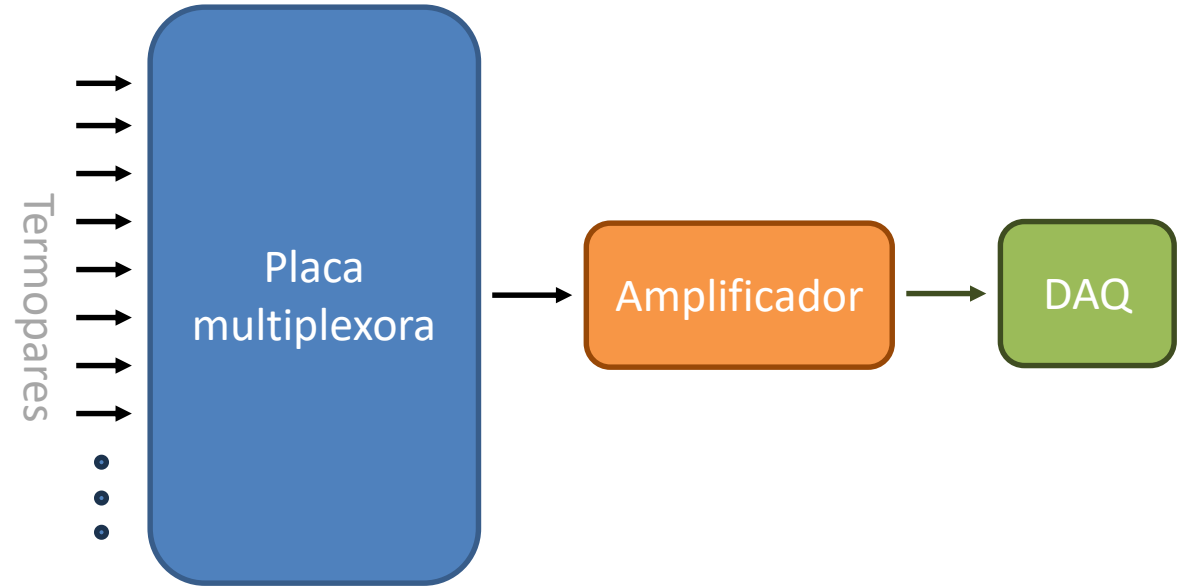 Termopares
Placa
multiplexora
Amplificador
DAQ